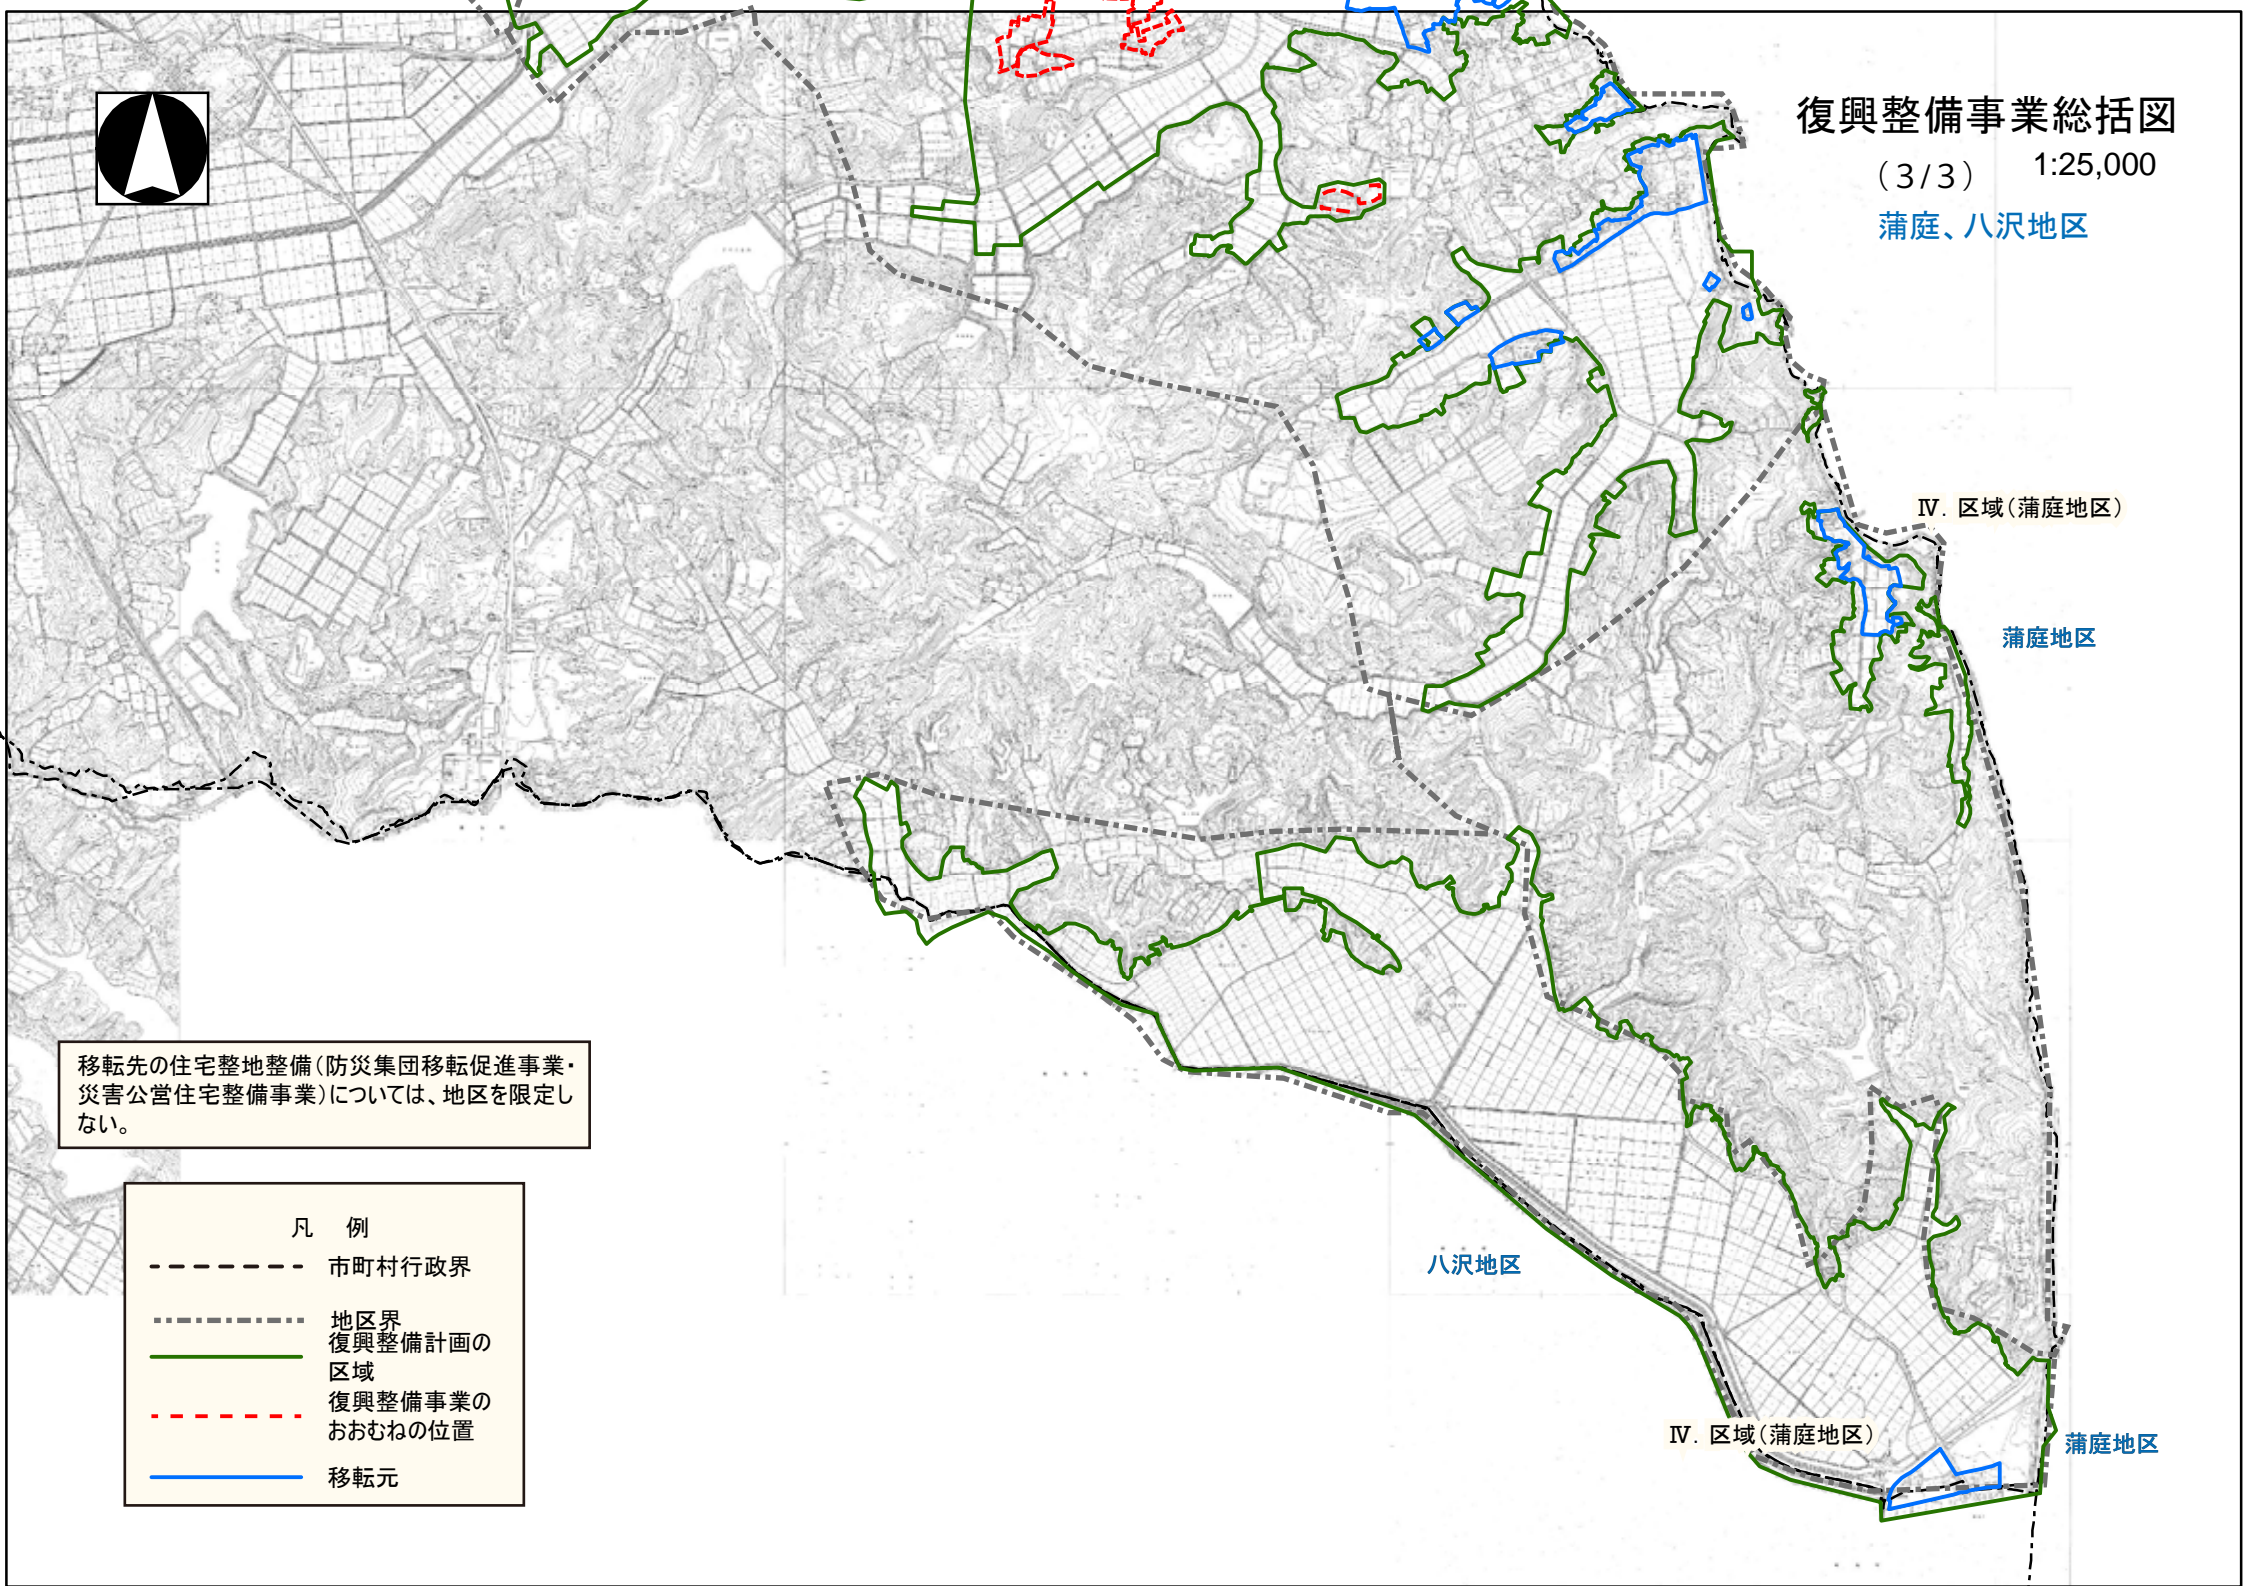 復興整備事業総括図
（3/3） 1:25,000
蒲庭、八沢地区
Ⅳ. 区域（蒲庭地区）
蒲庭地区
移転先の住宅整地整備（防災集団移転促進事業・
災害公営住宅整備事業）については、地区を限定し
ない。
凡 例
市町村行政界
地区界
復興整備計画の
区域
復興整備事業の
おおむねの位置
移転元
八沢地区
Ⅳ. 区域（蒲庭地区）
蒲庭地区